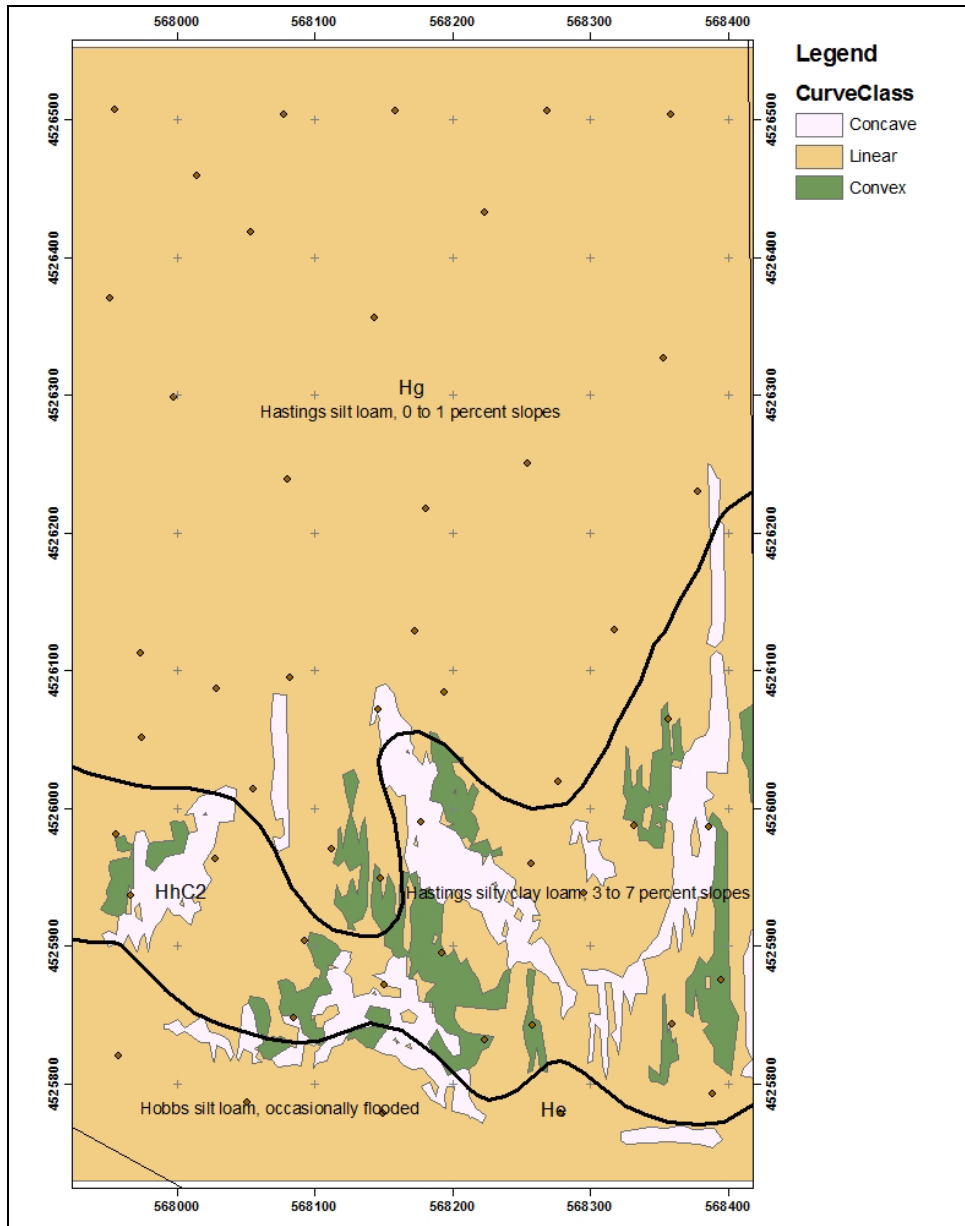 568000 568100 568200 568300 568400
Legend
CurveClass
Concave
Linear
Convex
4526500 4526500
4526400 4526400
4526300 4526300
Hg
Hastings silt loam, 0 to 1 percent slopes
4526200 4526200
4526100 4526100
4526000 4526000
HhC2
Hastings silty clay loam, 3 to 7 percent slopes
4525900 4525900
4525800 4525800
Hobbs silt loam, occasionally flooded
He
568000 568100 568200 568300 568400